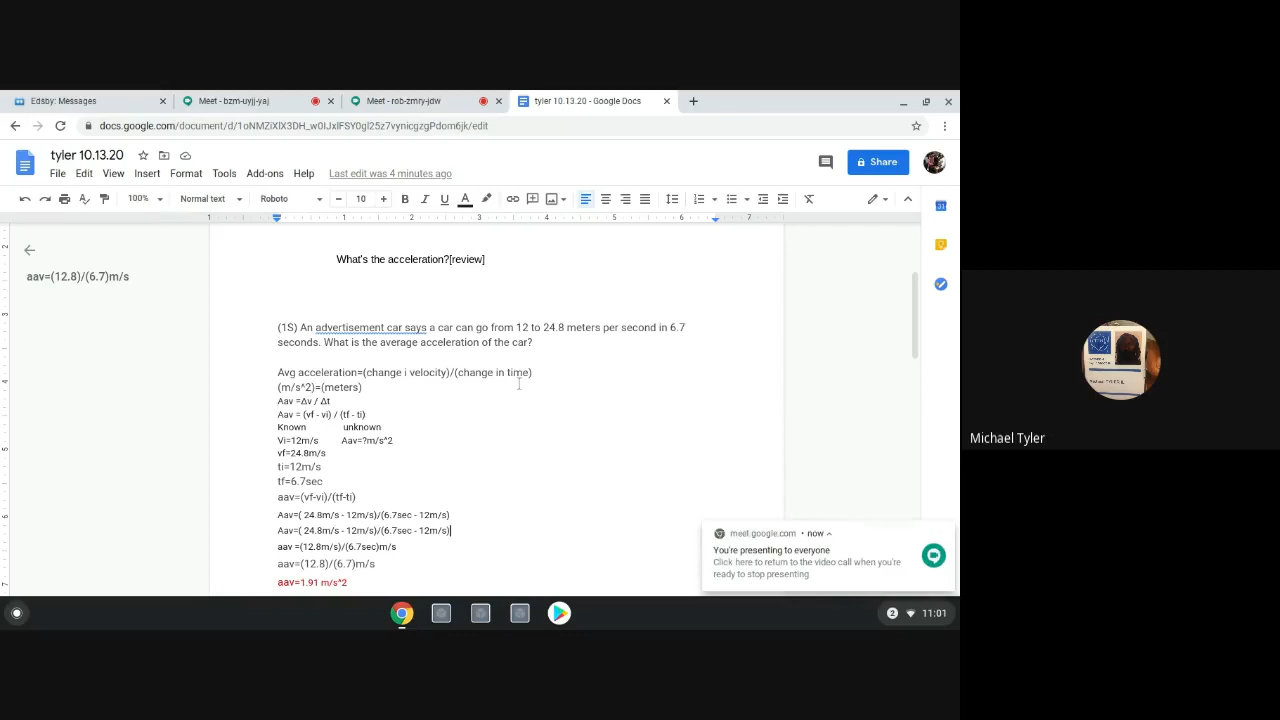 Edsby: Messages
Meet - bzm-uyjj-yaj
Meet - rob-zmry-jdw
tyler 10.13.20 - Google Docs
docs.google.com/document/d/1oNMZiXlX3DH_w0IJxlFSY0gl25z7vynicgzgPdom6jk/edit
tyler 10.13.20
File Edit View Insert Format Tools Add-ons Help Last edit was 4 minutes ago
Share
100% Normal text Roboto 10 B I U A
1 1 2 3 4 5 6 7
aav=(12.8)/(6.7)m/s
What's the acceleration?[review]
(1S) An advertisement car says a car can go from 12 to 24.8 meters per second in 6.7
seconds. What is the average acceleration of the car?
Avg acceleration=(change i velocity)/(change in time)
(m/s^2)=(meters)
Aav =Δv / Δt
Aav = (vf - vi) / (tf - ti)
Known unknown
Vi=12m/s Aav=?m/s^2
vf=24.8m/s
ti=12m/s
tf=6.7sec
aav=(vf-vi)/(tf-ti)
Aav=( 24.8m/s - 12m/s)/(6.7sec - 12m/s)
Aav=( 24.8m/s - 12m/s)/(6.7sec - 12m/s)
aav =(12.8m/s)/(6.7sec)m/s
aav=(12.8)/(6.7)m/s
aav=1.91 m/s^2
meet.google.com • now
You're presenting to everyone
Click here to return to the video call when you're
ready to stop presenting
2 11:01
Michael Tyler